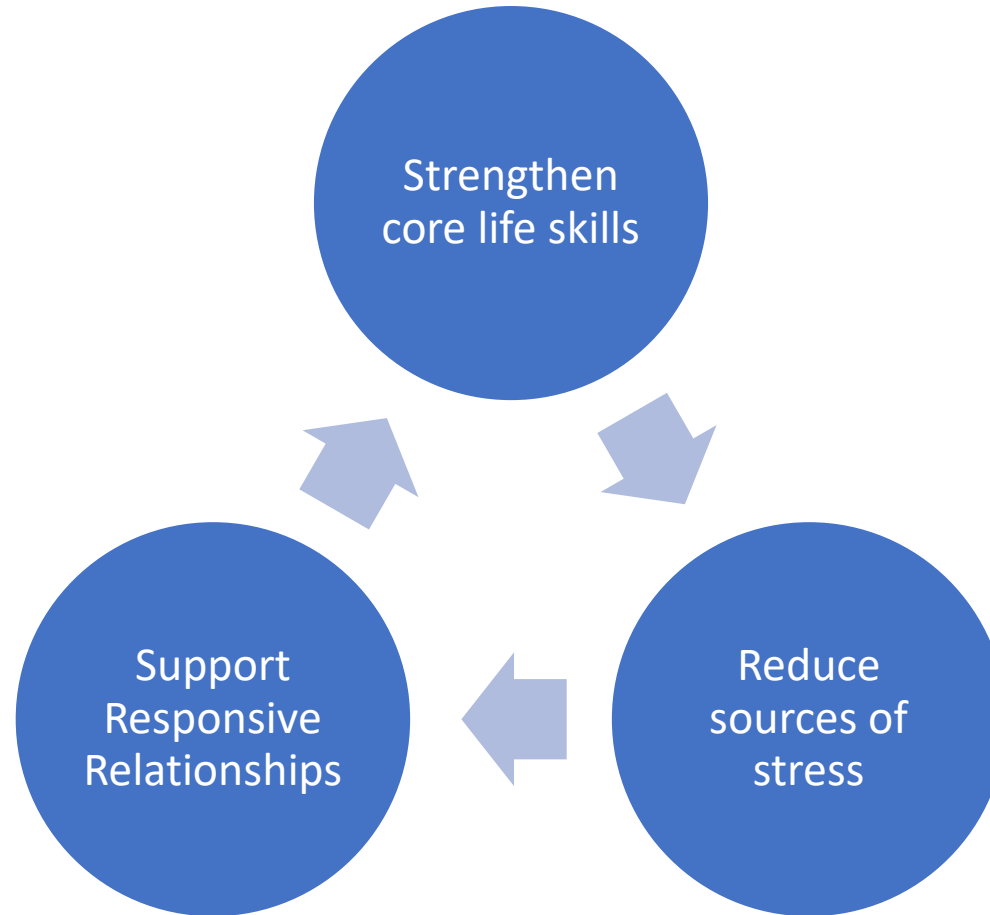 Strengthen
core life skills
Reduce
sources of
stress
Support
Responsive
Relationships